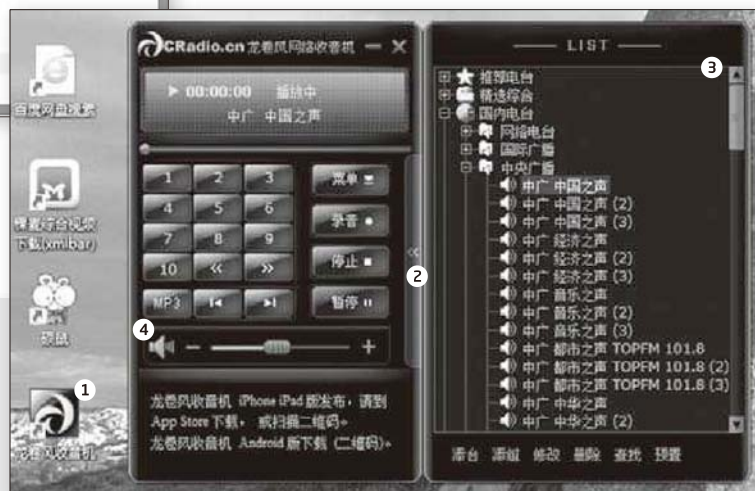 百度网盘搜索
稞麦综合视频
下载(xmlbar)
硕鼠
1
龙卷风收音机
CRadio.cn 龙卷风网络收音机
00:00:00 播放中
中广 中国之声
1 2 3 菜单
4 5 6 录音
7 8 9
10 « » 停止
MP3 暂停
4
- +
2
龙卷风收音机 iPhone iPad 版发布，请到
App Store 下载， 或扫描二维码。
龙卷风收音机 Android 版下载 (二维码)。
LIST
3
推荐电台
精选综合
国内电台
网络电台
国际广播
中央广播
中广 中国之声
中广 中国之声 (2)
中广 中国之声 (3)
中广 经济之声
中广 经济之声 (2)
中广 经济之声 (3)
中广 音乐之声
中广 音乐之声 (2)
中广 音乐之声 (3)
中广 都市之声 TOPFM 101.8
中广 都市之声 TOPFM 101.8 (2)
中广 都市之声 TOPFM 101.8 (3)
中广 中华之声
中广 中华之声 (2)
添台 添组 修改 删除 查找 预置